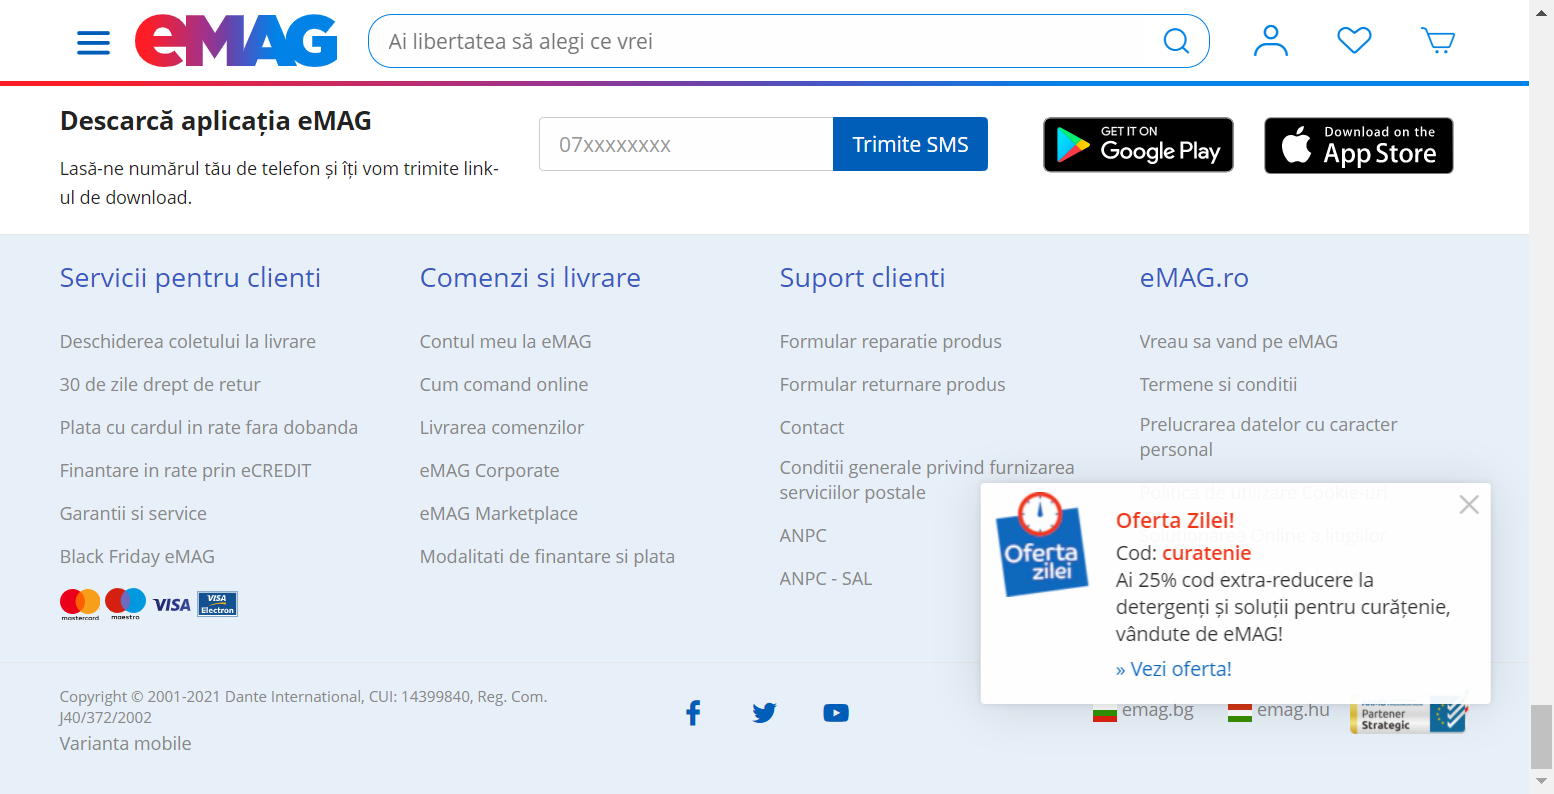 eMAG
Ai libertatea să alegi ce vrei
Descarcă aplicația eMAG
Lasă-ne numărul tău de telefon și îți vom trimite link-
ul de download.
07xxxxxxxx
Trimite SMS
GET IT ON
Google Play
Download on the
App Store
Servicii pentru clienti
Deschiderea coletului la livrare
30 de zile drept de retur
Plata cu cardul in rate fara dobanda
Finantare in rate prin eCREDIT
Garantii si service
Black Friday eMAG
mastercard
maestro
VISA
VISA
Electron
Comenzi si livrare
Contul meu la eMAG
Cum comand online
Livrarea comenzilor
eMAG Corporate
eMAG Marketplace
Modalitati de finantare si plata
Suport clienti
Formular reparatie produs
Formular returnare produs
Contact
Conditii generale privind furnizarea
serviciilor postale
ANPC
ANPC - SAL
eMAG.ro
Vreau sa vand pe eMAG
Termene si conditii
Prelucrarea datelor cu caracter
personal
Politica de utilizare Cookie-uri
Solutionarea Online a litigiilor
Oferta
zilei
Oferta Zilei!
Cod: curatenie
Ai 25% cod extra-reducere la
detergenți și soluții pentru curățenie,
vândute de eMAG!
» Vezi oferta!
Copyright © 2001-2021 Dante International, CUI: 14399840, Reg. Com.
J40/372/2002
Varianta mobile
emag.bg
emag.hu
Partener
Strategic